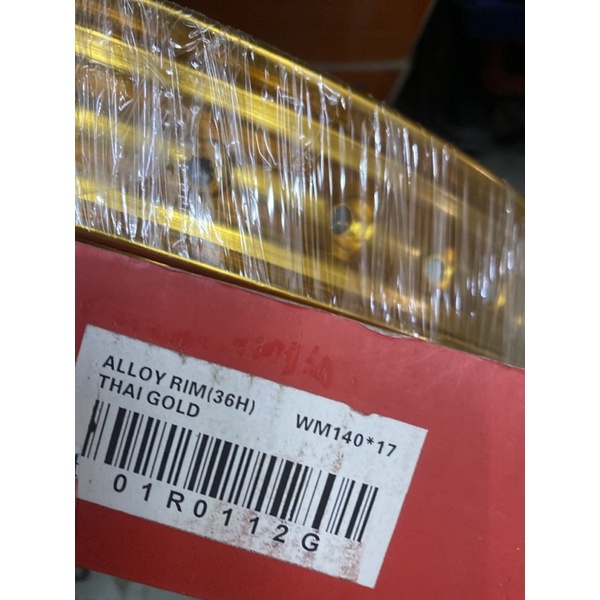 ALLOY RIM(36H)
THAI GOLD WM140*17
01R0112G